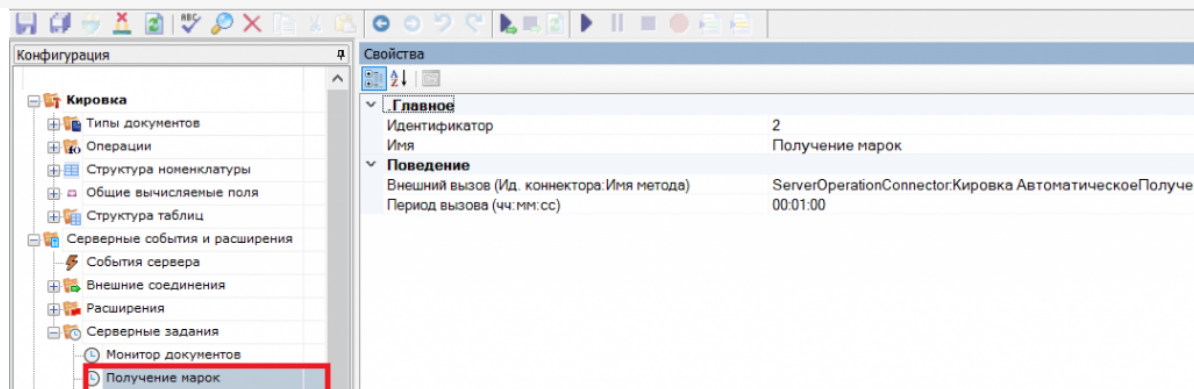 Конфигурация
Кировка
Типы документов
Операции
Структура номенклатуры
Общие вычисляемые поля
Структура таблиц
Серверные события и расширения
События сервера
Внешние соединения
Расширения
Серверные задания
Монитор документов
Получение марок
Свойства
.Главное
Идентификатор 2
Имя Получение марок
Поведение
Внешний вызов (Ид. коннектора:Имя метода) ServerOperationConnector:Кировка АвтоматическоеПолуче
Период вызова (чч:мм:сс) 00:01:00